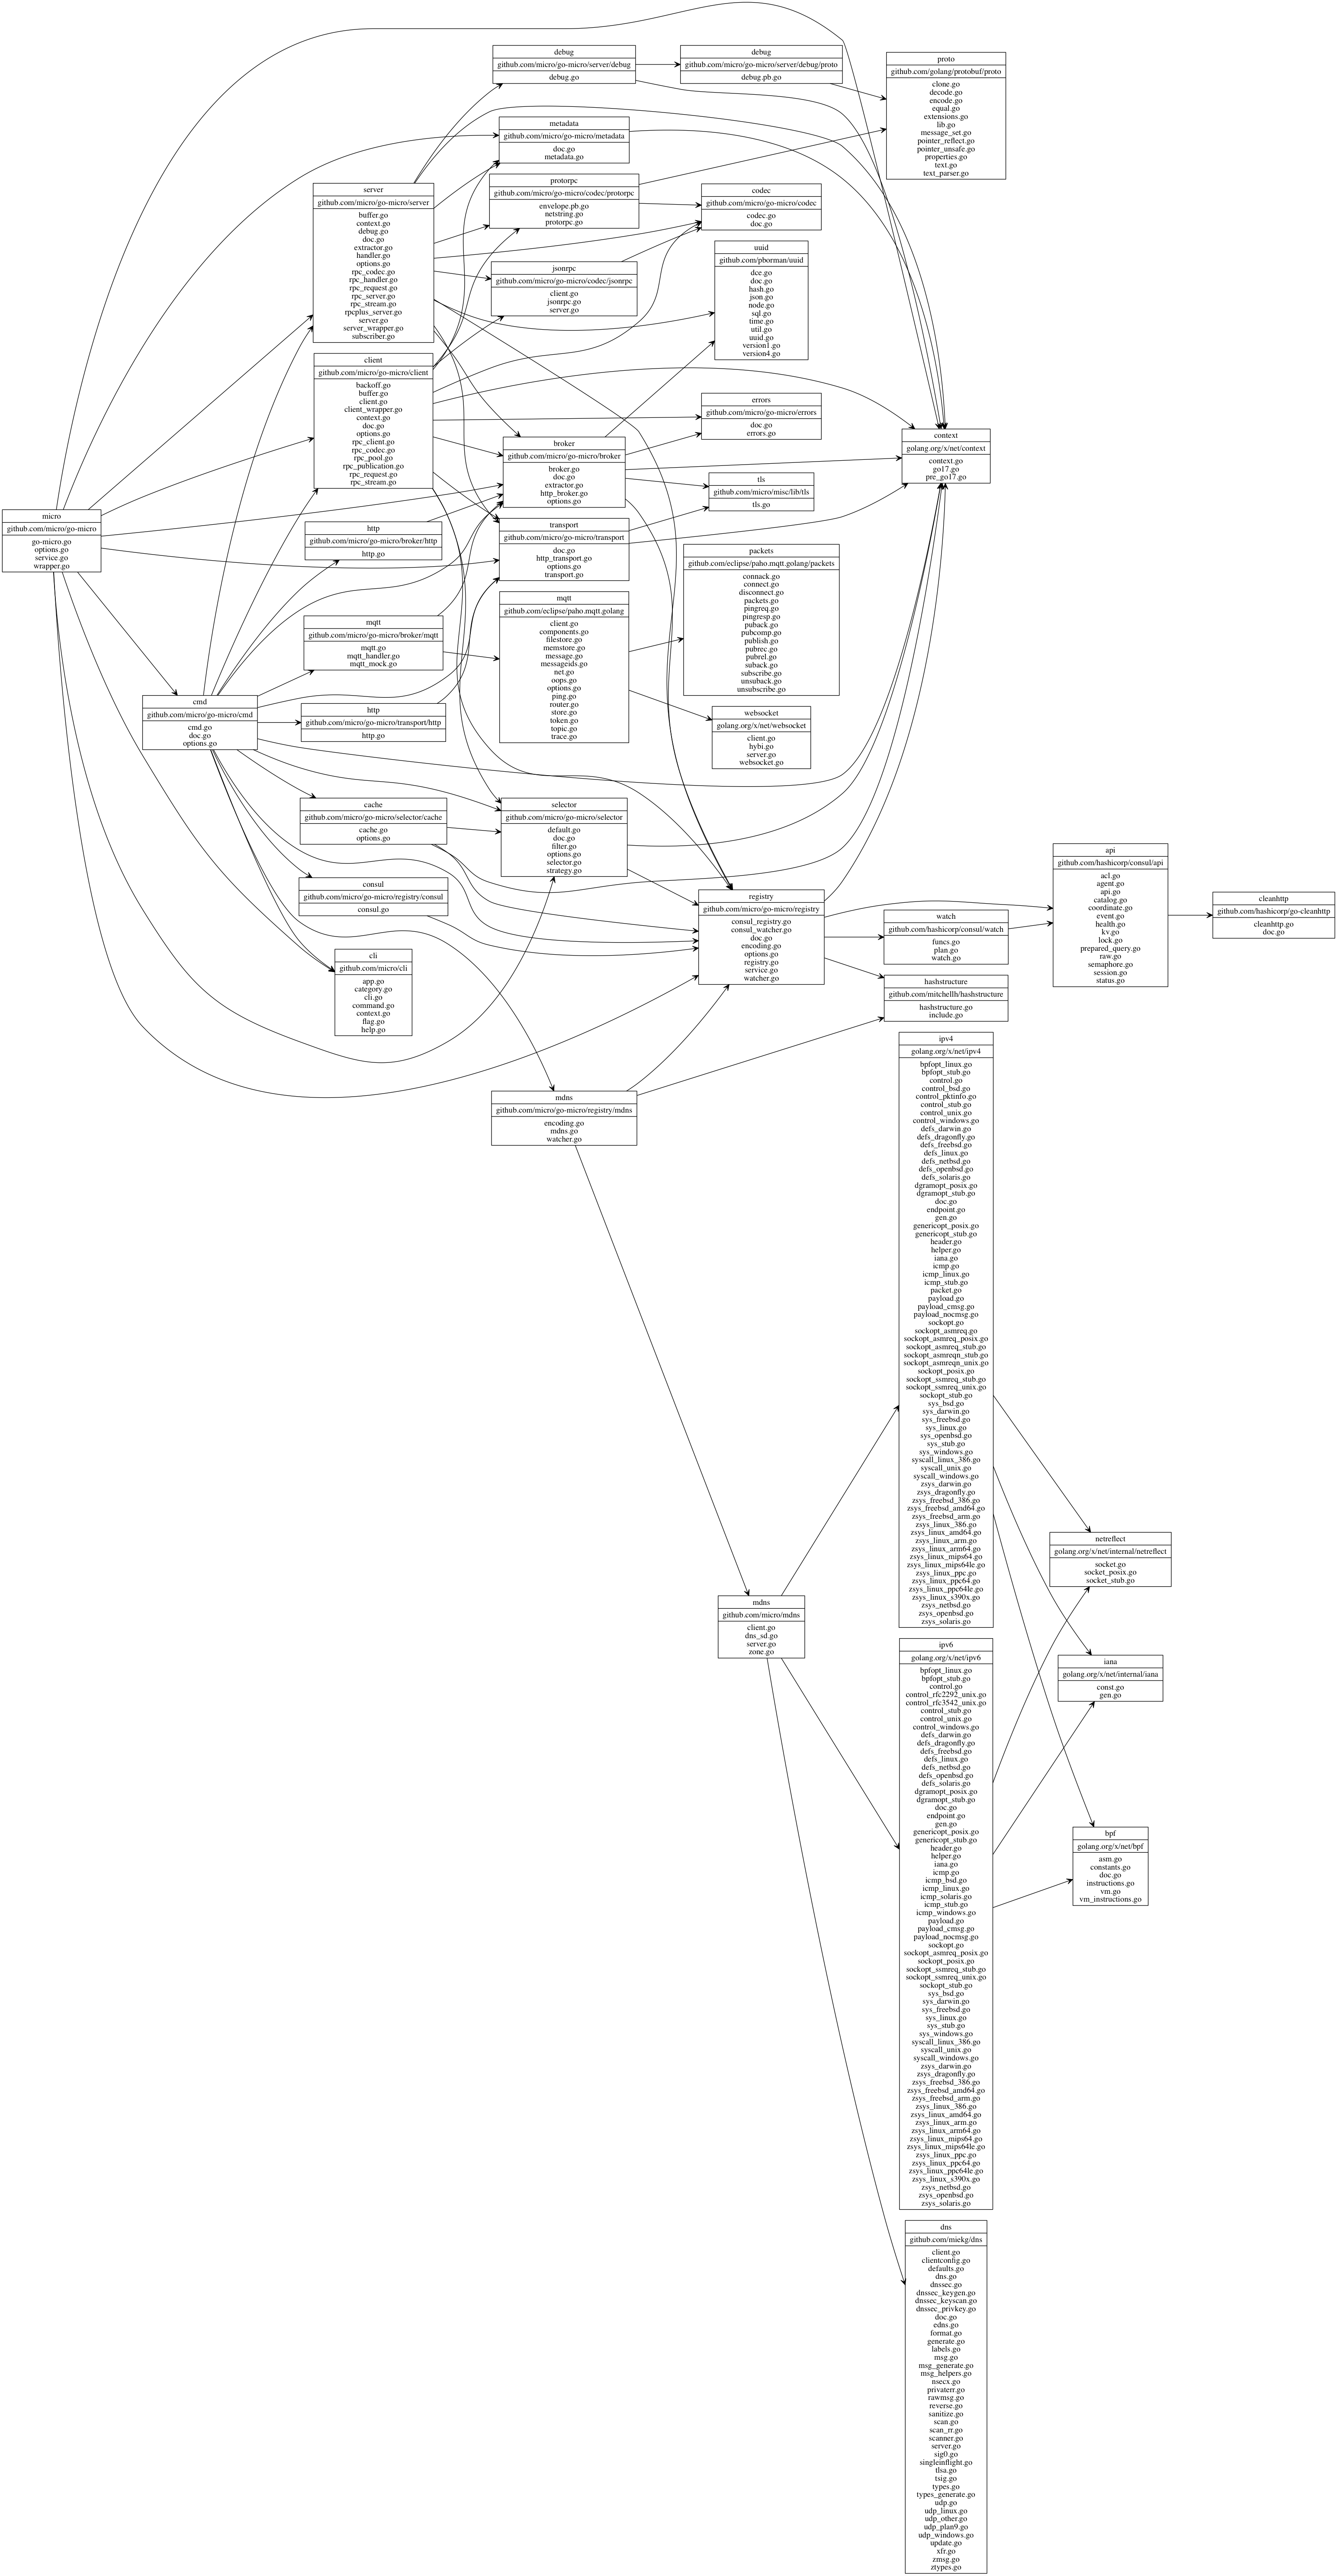 debug
github.com/micro/go-micro/server/debug
debug.go
debug
github.com/micro/go-micro/server/debug/proto
debug.pb.go
proto
github.com/golang/protobuf/proto
clone.go
decode.go
encode.go
equal.go
extensions.go
lib.go
message_set.go
pointer_reflect.go
pointer_unsafe.go
properties.go
text.go
text_parser.go
metadata
github.com/micro/go-micro/metadata
doc.go
metadata.go
server
github.com/micro/go-micro/server
buffer.go
context.go
debug.go
doc.go
extractor.go
handler.go
options.go
rpc_codec.go
rpc_handler.go
rpc_request.go
rpc_server.go
rpc_stream.go
rpcplus_server.go
server.go
server_wrapper.go
subscriber.go
protorpc
github.com/micro/go-micro/codec/protorpc
envelope.pb.go
netstring.go
protorpc.go
codec
github.com/micro/go-micro/codec
codec.go
doc.go
uuid
github.com/pborman/uuid
dce.go
doc.go
hash.go
json.go
node.go
sql.go
time.go
util.go
uuid.go
version1.go
version4.go
jsonrpc
github.com/micro/go-micro/codec/jsonrpc
client.go
jsonrpc.go
server.go
client
github.com/micro/go-micro/client
backoff.go
buffer.go
client.go
client_wrapper.go
context.go
doc.go
options.go
rpc_client.go
rpc_codec.go
rpc_pool.go
rpc_publication.go
rpc_request.go
rpc_stream.go
errors
github.com/micro/go-micro/errors
doc.go
errors.go
context
golang.org/x/net/context
context.go
go17.go
pre_go17.go
broker
github.com/micro/go-micro/broker
broker.go
doc.go
extractor.go
http_broker.go
options.go
tls
github.com/micro/misc/lib/tls
tls.go
micro
github.com/micro/go-micro
go-micro.go
options.go
service.go
wrapper.go
http
github.com/micro/go-micro/broker/http
http.go
transport
github.com/micro/go-micro/transport
doc.go
http_transport.go
options.go
transport.go
packets
github.com/eclipse/paho.mqtt.golang/packets
connack.go
connect.go
disconnect.go
packets.go
pingreq.go
pingresp.go
puback.go
pubcomp.go
publish.go
pubrec.go
pubrel.go
suback.go
subscribe.go
unsuback.go
unsubscribe.go
mqtt
github.com/eclipse/paho.mqtt.golang
client.go
components.go
filestore.go
memstore.go
message.go
messageids.go
net.go
oops.go
options.go
ping.go
router.go
store.go
token.go
topic.go
trace.go
mqtt
github.com/micro/go-micro/broker/mqtt
mqtt.go
mqtt_handler.go
mqtt_mock.go
cmd
github.com/micro/go-micro/cmd
cmd.go
doc.go
options.go
http
github.com/micro/go-micro/transport/http
http.go
websocket
golang.org/x/net/websocket
client.go
hybi.go
server.go
websocket.go
cache
github.com/micro/go-micro/selector/cache
cache.go
options.go
selector
github.com/micro/go-micro/selector
default.go
doc.go
filter.go
options.go
selector.go
strategy.go
consul
github.com/micro/go-micro/registry/consul
consul.go
registry
github.com/micro/go-micro/registry
consul_registry.go
consul_watcher.go
doc.go
encoding.go
options.go
registry.go
service.go
watcher.go
watch
github.com/hashicorp/consul/watch
funcs.go
plan.go
watch.go
api
github.com/hashicorp/consul/api
acl.go
agent.go
api.go
catalog.go
coordinate.go
event.go
health.go
kv.go
lock.go
prepared_query.go
raw.go
semaphore.go
session.go
status.go
cleanhttp
github.com/hashicorp/go-cleanhttp
cleanhttp.go
doc.go
cli
github.com/micro/cli
app.go
category.go
cli.go
command.go
context.go
flag.go
help.go
hashstructure
github.com/mitchellh/hashstructure
hashstructure.go
include.go
mdns
github.com/micro/go-micro/registry/mdns
encoding.go
mdns.go
watcher.go
ipv4
golang.org/x/net/ipv4
bpfopt_linux.go
bpfopt_stub.go
control.go
control_bsd.go
control_pktinfo.go
control_stub.go
control_unix.go
control_windows.go
defs_darwin.go
defs_dragonfly.go
defs_freebsd.go
defs_linux.go
defs_netbsd.go
defs_openbsd.go
defs_solaris.go
dgramopt_posix.go
dgramopt_stub.go
doc.go
endpoint.go
gen.go
genericopt_posix.go
genericopt_stub.go
header.go
helper.go
iana.go
icmp.go
icmp_linux.go
icmp_stub.go
packet.go
payload.go
payload_cmsg.go
payload_nocmsg.go
sockopt.go
sockopt_asmreq.go
sockopt_asmreq_posix.go
sockopt_asmreq_stub.go
sockopt_asmreqn_stub.go
sockopt_asmreqn_unix.go
sockopt_posix.go
sockopt_ssmreq_stub.go
sockopt_ssmreq_unix.go
sockopt_stub.go
sys_bsd.go
sys_darwin.go
sys_freebsd.go
sys_linux.go
sys_openbsd.go
sys_stub.go
sys_windows.go
syscall_linux_386.go
syscall_unix.go
syscall_windows.go
zsys_darwin.go
zsys_dragonfly.go
zsys_freebsd_386.go
zsys_freebsd_amd64.go
zsys_freebsd_arm.go
zsys_linux_386.go
zsys_linux_amd64.go
zsys_linux_arm.go
zsys_linux_arm64.go
zsys_linux_mips64.go
zsys_linux_mips64le.go
zsys_linux_ppc.go
zsys_linux_ppc64.go
zsys_linux_ppc64le.go
zsys_linux_s390x.go
zsys_netbsd.go
zsys_openbsd.go
zsys_solaris.go
netreflect
golang.org/x/net/internal/netreflect
socket.go
socket_posix.go
socket_stub.go
mdns
github.com/micro/mdns
client.go
dns_sd.go
server.go
zone.go
iana
golang.org/x/net/internal/iana
const.go
gen.go
ipv6
golang.org/x/net/ipv6
bpfopt_linux.go
bpfopt_stub.go
control.go
control_rfc2292_unix.go
control_rfc3542_unix.go
control_stub.go
control_unix.go
control_windows.go
defs_darwin.go
defs_dragonfly.go
defs_freebsd.go
defs_linux.go
defs_netbsd.go
defs_openbsd.go
defs_solaris.go
dgramopt_posix.go
dgramopt_stub.go
doc.go
endpoint.go
gen.go
genericopt_posix.go
genericopt_stub.go
header.go
helper.go
iana.go
icmp.go
icmp_bsd.go
icmp_linux.go
icmp_solaris.go
icmp_stub.go
icmp_windows.go
payload.go
payload_cmsg.go
payload_nocmsg.go
sockopt.go
sockopt_asmreq_posix.go
sockopt_posix.go
sockopt_ssmreq_stub.go
sockopt_ssmreq_unix.go
sockopt_stub.go
sys_bsd.go
sys_darwin.go
sys_freebsd.go
sys_linux.go
sys_stub.go
sys_windows.go
syscall_linux_386.go
syscall_unix.go
syscall_windows.go
zsys_darwin.go
zsys_dragonfly.go
zsys_freebsd_386.go
zsys_freebsd_amd64.go
zsys_freebsd_arm.go
zsys_linux_386.go
zsys_linux_amd64.go
zsys_linux_arm.go
zsys_linux_arm64.go
zsys_linux_mips64.go
zsys_linux_mips64le.go
zsys_linux_ppc.go
zsys_linux_ppc64.go
zsys_linux_ppc64le.go
zsys_linux_s390x.go
zsys_netbsd.go
zsys_openbsd.go
zsys_solaris.go
bpf
golang.org/x/net/bpf
asm.go
constants.go
doc.go
instructions.go
vm.go
vm_instructions.go
dns
github.com/miekg/dns
client.go
clientconfig.go
defaults.go
dns.go
dnssec.go
dnssec_keygen.go
dnssec_keyscan.go
dnssec_privkey.go
doc.go
edns.go
format.go
generate.go
labels.go
msg.go
msg_generate.go
msg_helpers.go
nsecx.go
privaterr.go
rawmsg.go
reverse.go
sanitize.go
scan.go
scan_rr.go
scanner.go
server.go
sig0.go
singleinflight.go
tlsa.go
tsig.go
types.go
types_generate.go
udp.go
udp_linux.go
udp_other.go
udp_plan9.go
udp_windows.go
update.go
xfr.go
zmsg.go
ztypes.go